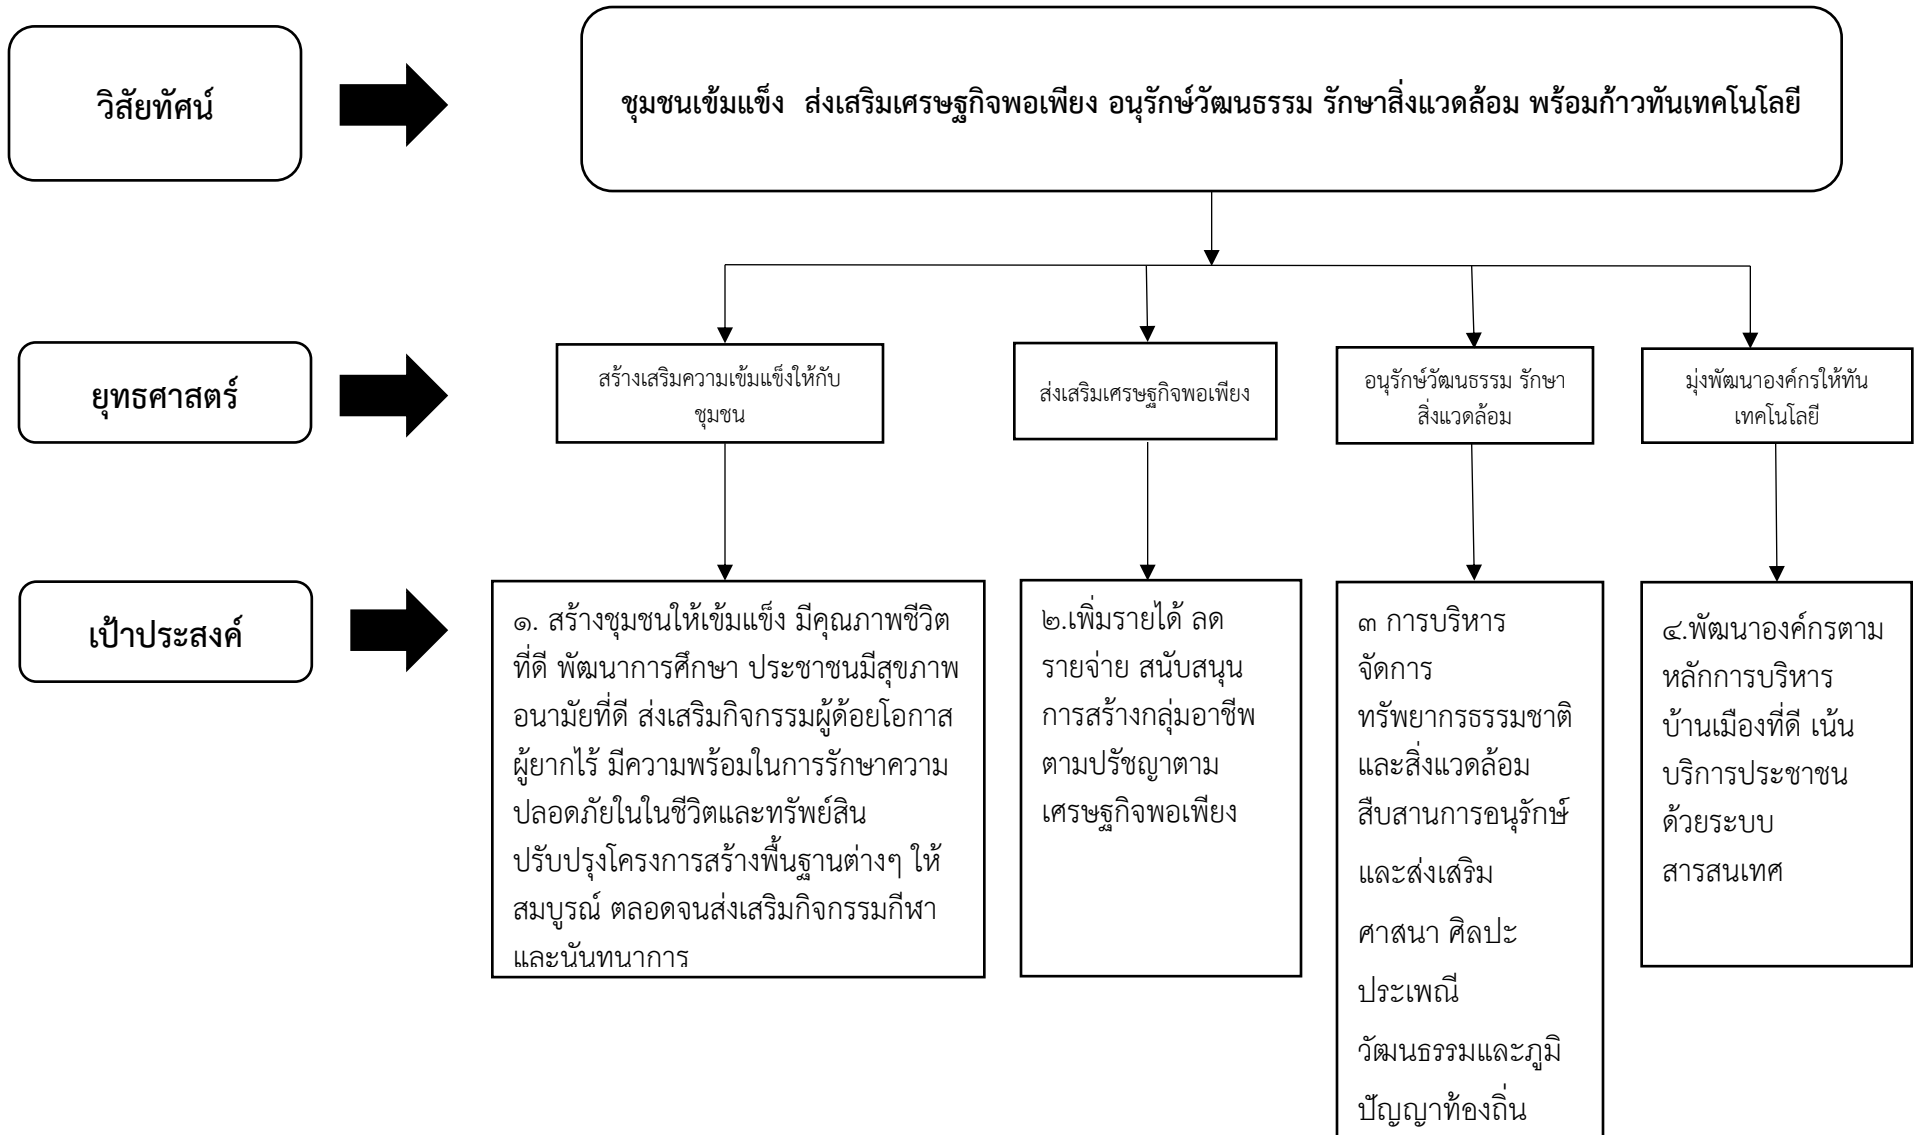 วิสัยทัศน์
ชุมชนเข้มแข็ง ส่งเสริมเศรษฐกิจพอเพียง อนุรักษ์วัฒนธรรม รักษาสิ่งแวดล้อม พร้อมก้าวทันเทคโนโลยี
ยุทธศาสตร์
สร้างเสริมความเข้มแข็งให้กับ
ชุมชน
ส่งเสริมเศรษฐกิจพอเพียง
อนุรักษ์วัฒนธรรม รักษา
สิ่งแวดล้อม
มุ่งพัฒนาองค์กรให้ทัน
เทคโนโลยี
เป้าประสงค์
๑. สร้างชุมชนให้เข้มแข็ง มีคุณภาพชีวิต
ที่ดี พัฒนาการศึกษา ประชาชนมีสุขภาพ
อนามัยที่ดี ส่งเสริมกิจกรรมผู้ด้อยโอกาส
ผู้ยากไร้ มีความพร้อมในการรักษาความ
ปลอดภัยในในชีวิตและทรัพย์สิน
ปรับปรุงโครงการสร้างพื้นฐานต่างๆ ให้
สมบูรณ์ ตลอดจนส่งเสริมกิจกรรมกีฬา
และนันทนาการ
๒.เพิ่มรายได้ ลด
รายจ่าย สนับสนุน
การสร้างกลุ่มอาชีพ
ตามปรัชญาตาม
เศรษฐกิจพอเพียง
๓ การบริหาร
จัดการ
ทรัพยากรธรรมชาติ
และสิ่งแวดล้อม
สืบสานการอนุรักษ์
และส่งเสริม
ศาสนา ศิลปะ
ประเพณี
วัฒนธรรมและภูมิ
ปัญญาท้องถิ่น
๔.พัฒนาองค์กรตาม
หลักการบริหาร
บ้านเมืองที่ดี เน้น
บริการประชาชน
ด้วยระบบ
สารสนเทศ